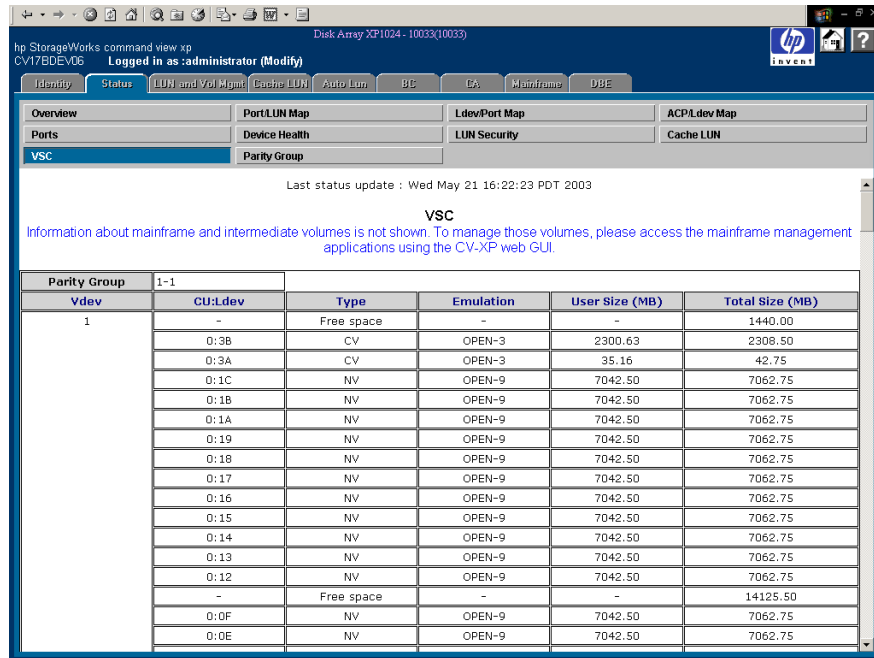 Disk Array XP1024 - 10033(10033)
hp StorageWorks command view xp
CV17BDEV06 Logged in as :administrator (Modify)
hp
invent
?
Identity Status LUN and Vol Mgmt Cache LUN Auto Lun BC CA Mainframe DBE
Overview Port/LUN Map Ldev/Port Map ACP/Ldev Map
Ports Device Health LUN Security Cache LUN
VSC Parity Group
Last status update : Wed May 21 16:22:23 PDT 2003
VSC
Information about mainframe and intermediate volumes is not shown. To manage those volumes, please access the mainframe management
applications using the CV-XP web GUI.
Parity Group 1-1
Vdev CU:Ldev Type Emulation User Size (MB) Total Size (MB)
1 - Free space - - 1440.00
0:3B CV OPEN-3 2300.63 2308.50
0:3A CV OPEN-3 35.16 42.75
0:1C NV OPEN-9 7042.50 7062.75
0:1B NV OPEN-9 7042.50 7062.75
0:1A NV OPEN-9 7042.50 7062.75
0:19 NV OPEN-9 7042.50 7062.75
0:18 NV OPEN-9 7042.50 7062.75
0:17 NV OPEN-9 7042.50 7062.75
0:16 NV OPEN-9 7042.50 7062.75
0:15 NV OPEN-9 7042.50 7062.75
0:14 NV OPEN-9 7042.50 7062.75
0:13 NV OPEN-9 7042.50 7062.75
0:12 NV OPEN-9 7042.50 7062.75
- Free space - - 14125.50
0:0F NV OPEN-9 7042.50 7062.75
0:0E NV OPEN-9 7042.50 7062.75